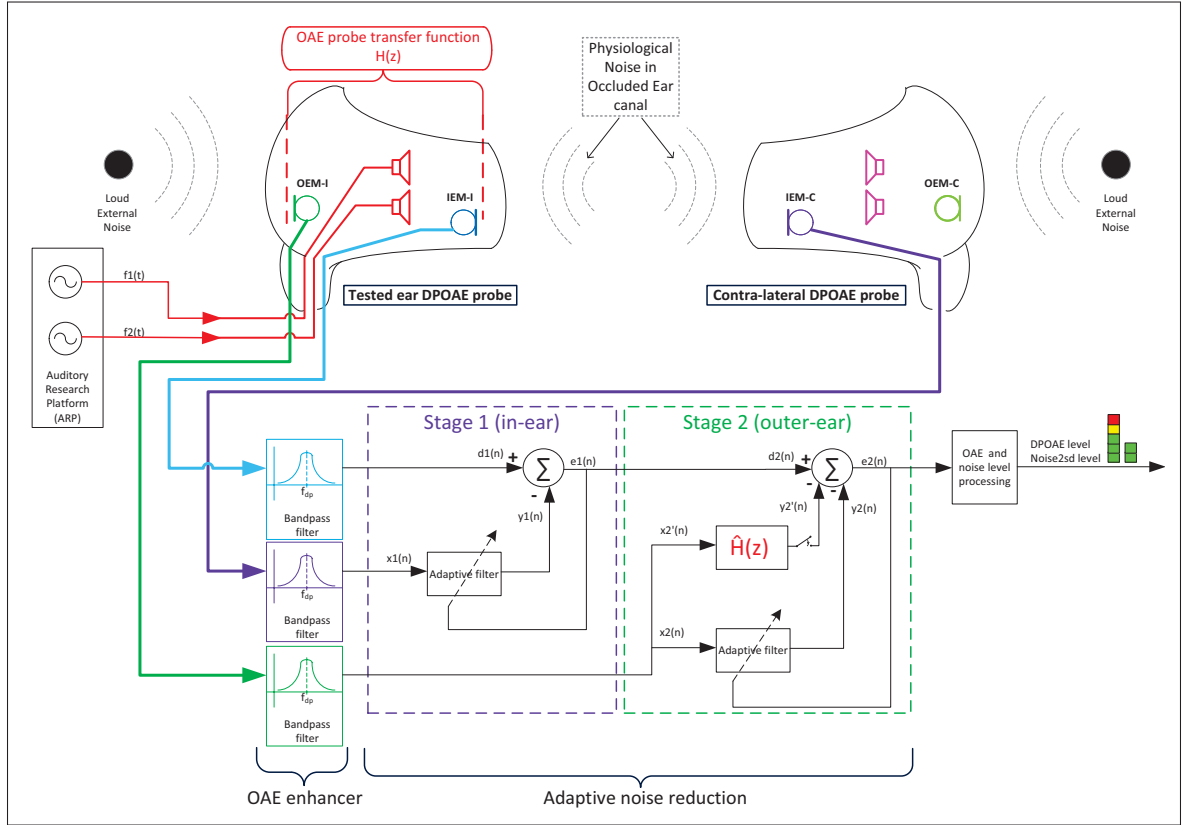 OAE probe transfer function
H(z)
Physiological
Noise in
Occluded Ear
canal
Loud
External
Noise
OEM-I
IEM-I
IEM-C
OEM-C
Loud
External
Noise
f1(t)
f2(t)
Auditory
Research
Platform
(ARP)
Tested ear DPOAE probe
Contra-lateral DPOAE probe
Stage 1 (in-ear)
Stage 2 (outer-ear)
fdp
Bandpass
filter
d1(n)
+
Σ
-
e1(n)
y1(n)
d2(n)
+
Σ
-
-
e2(n)
y2'(n)
y2(n)
OAE and
noise level
processing
DPOAE level
Noise2sd level
fdp
Bandpass
filter
x1(n)
Adaptive filter
x2'(n)
Ĥ(z)
x2(n)
Adaptive filter
fdp
Bandpass
filter
OAE enhancer
Adaptive noise reduction